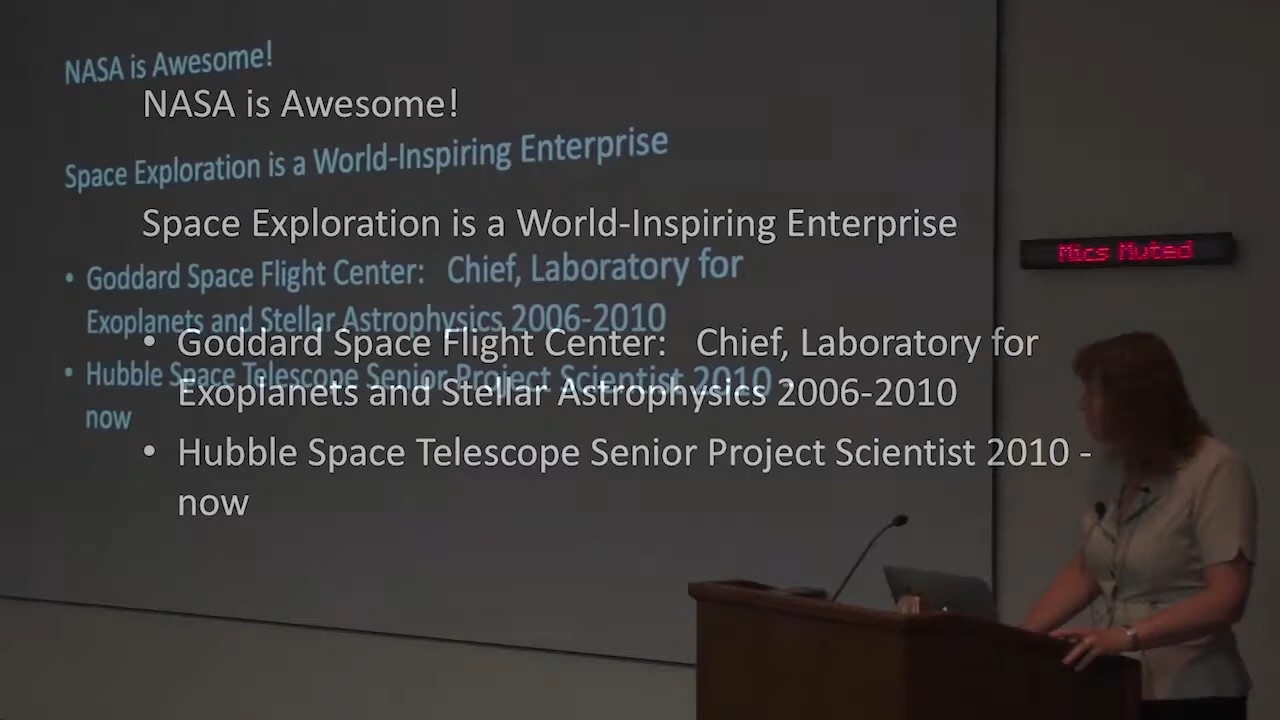 NASA is Awesome!
NASA is Awesome!
Space Exploration is a World-Inspiring Enterprise
Space Exploration is a World-Inspiring Enterprise
• Goddard Space Flight Center: Chief, Laboratory for
Exoplanets and Stellar Astrophysics 2006-2010
• Hubble Space Telescope Senior Project Scientist 2010 -
now
• Goddard Space Flight Center: Chief, Laboratory for
Exoplanets and Stellar Astrophysics 2006-2010
• Hubble Space Telescope Senior Project Scientist 2010 -
now
Mics Muted